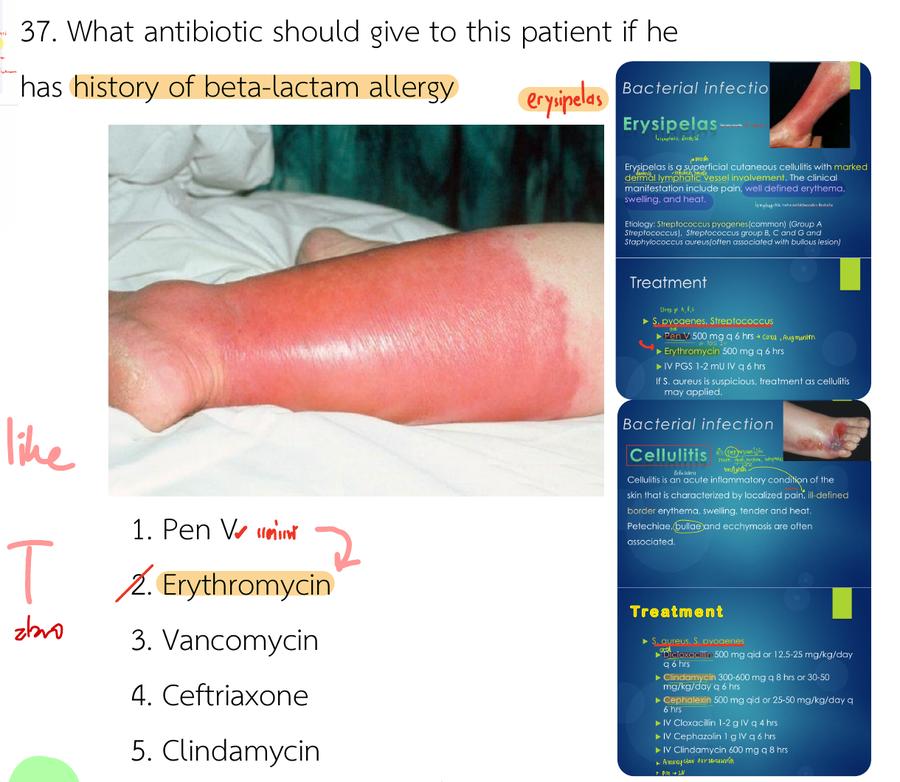 37. What antibiotic should give to this patient if he
has history of beta-lactam allergy
erysipelas
like
T
1. Pen V
2. Erythromycin
3. Vancomycin
4. Ceftriaxone
5. Clindamycin
Bacterial infectio
Erysipelas
Erysipelas is a superficial cutaneous cellulitis with marked
dermal lymphatic vessel involvement. The clinical
manifestation include pain, well defined erythema,
swelling, and heat.
Etiology: Streptococcus pyogenes(common) (Group A
Streptococcus), Streptococcus group B, C and G and
Staphylococcus aureus(often associated with bullous lesion)
Treatment
S. pyogenes, Streptococcus
Pen V 500 mg q 6 hrs
Erythromycin 500 mg q 6 hrs
IV PGS 1-2 mU IV q 6 hrs
If S. aureus is suspicious, treatment as cellulitis
may applied.
Bacterial infection
Cellulitis
Cellulitis is an acute inflammatory condition of the
skin that is characterized by localized pain, ill-defined
border erythema, swelling, tender and heat.
Petechiae, bullae and ecchymosis are often
associated.
Treatment
S. aureus, S. pyogenes
Dicloxacillin 500 mg qid or 12.5-25 mg/kg/day
q 6 hrs
Clindamycin 300-600 mg q 8 hrs or 30-50
mg/kg/day q 6 hrs
Cephalexin 500 mg qid or 25-50 mg/kg/day q
6 hrs
IV Cloxacillin 1-2 g IV q 4 hrs
IV Cephazolin 1 g IV q 6 hrs
IV Clindamycin 600 mg q 8 hrs